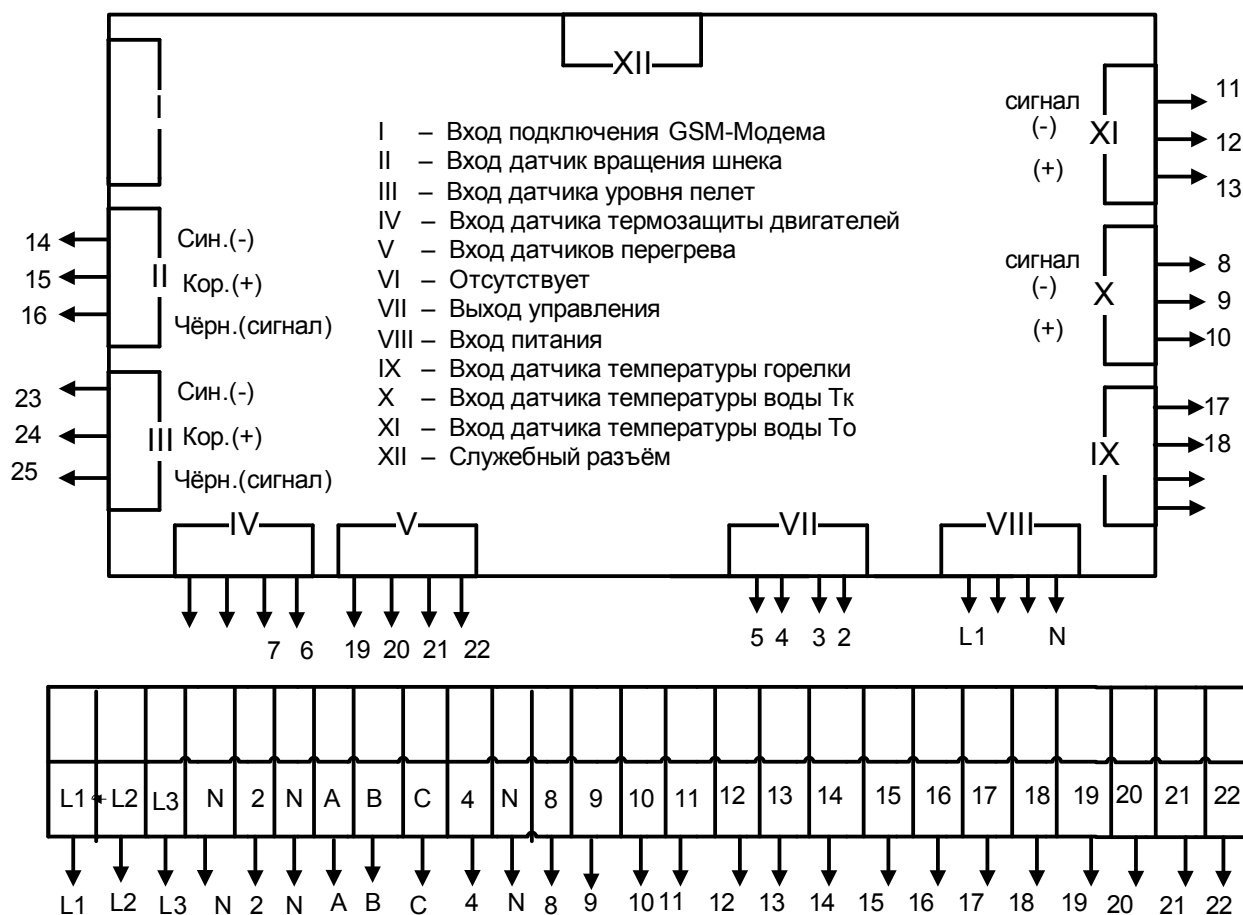 XII
I
I – Вход подключения GSM-Модема
II – Вход датчик вращения шнека
III – Вход датчика уровня пелет
IV – Вход датчика термозащиты двигателей
V – Вход датчиков перегрева
VI – Отсутствует
VII – Выход управления
VIII – Вход питания
IX – Вход датчика температуры горелки
X – Вход датчика температуры воды Тк
XI – Вход датчика температуры воды То
XII – Служебный разъём
14 Син.(-)
15 II Кор.(+)
16 Чёрн.(сигнал)
23 Син.(-)
24 III Кор.(+)
25 Чёрн.(сигнал)
сигнал 11
(-) XI 12
(+) 13
сигнал 8
(-) X 9
(+) 10
17
IX 18
IV V VII VIII
7 6 19 20 21 22 5 4 3 2 L1 N
L1 L2 L3 N 2 N A B C 4 N 8 9 10 11 12 13 14 15 16 17 18 19 20 21 22
L1 L2 L3 N 2 N A B C 4 N 8 9 10 11 12 13 14 15 16 17 18 19 20 21 22